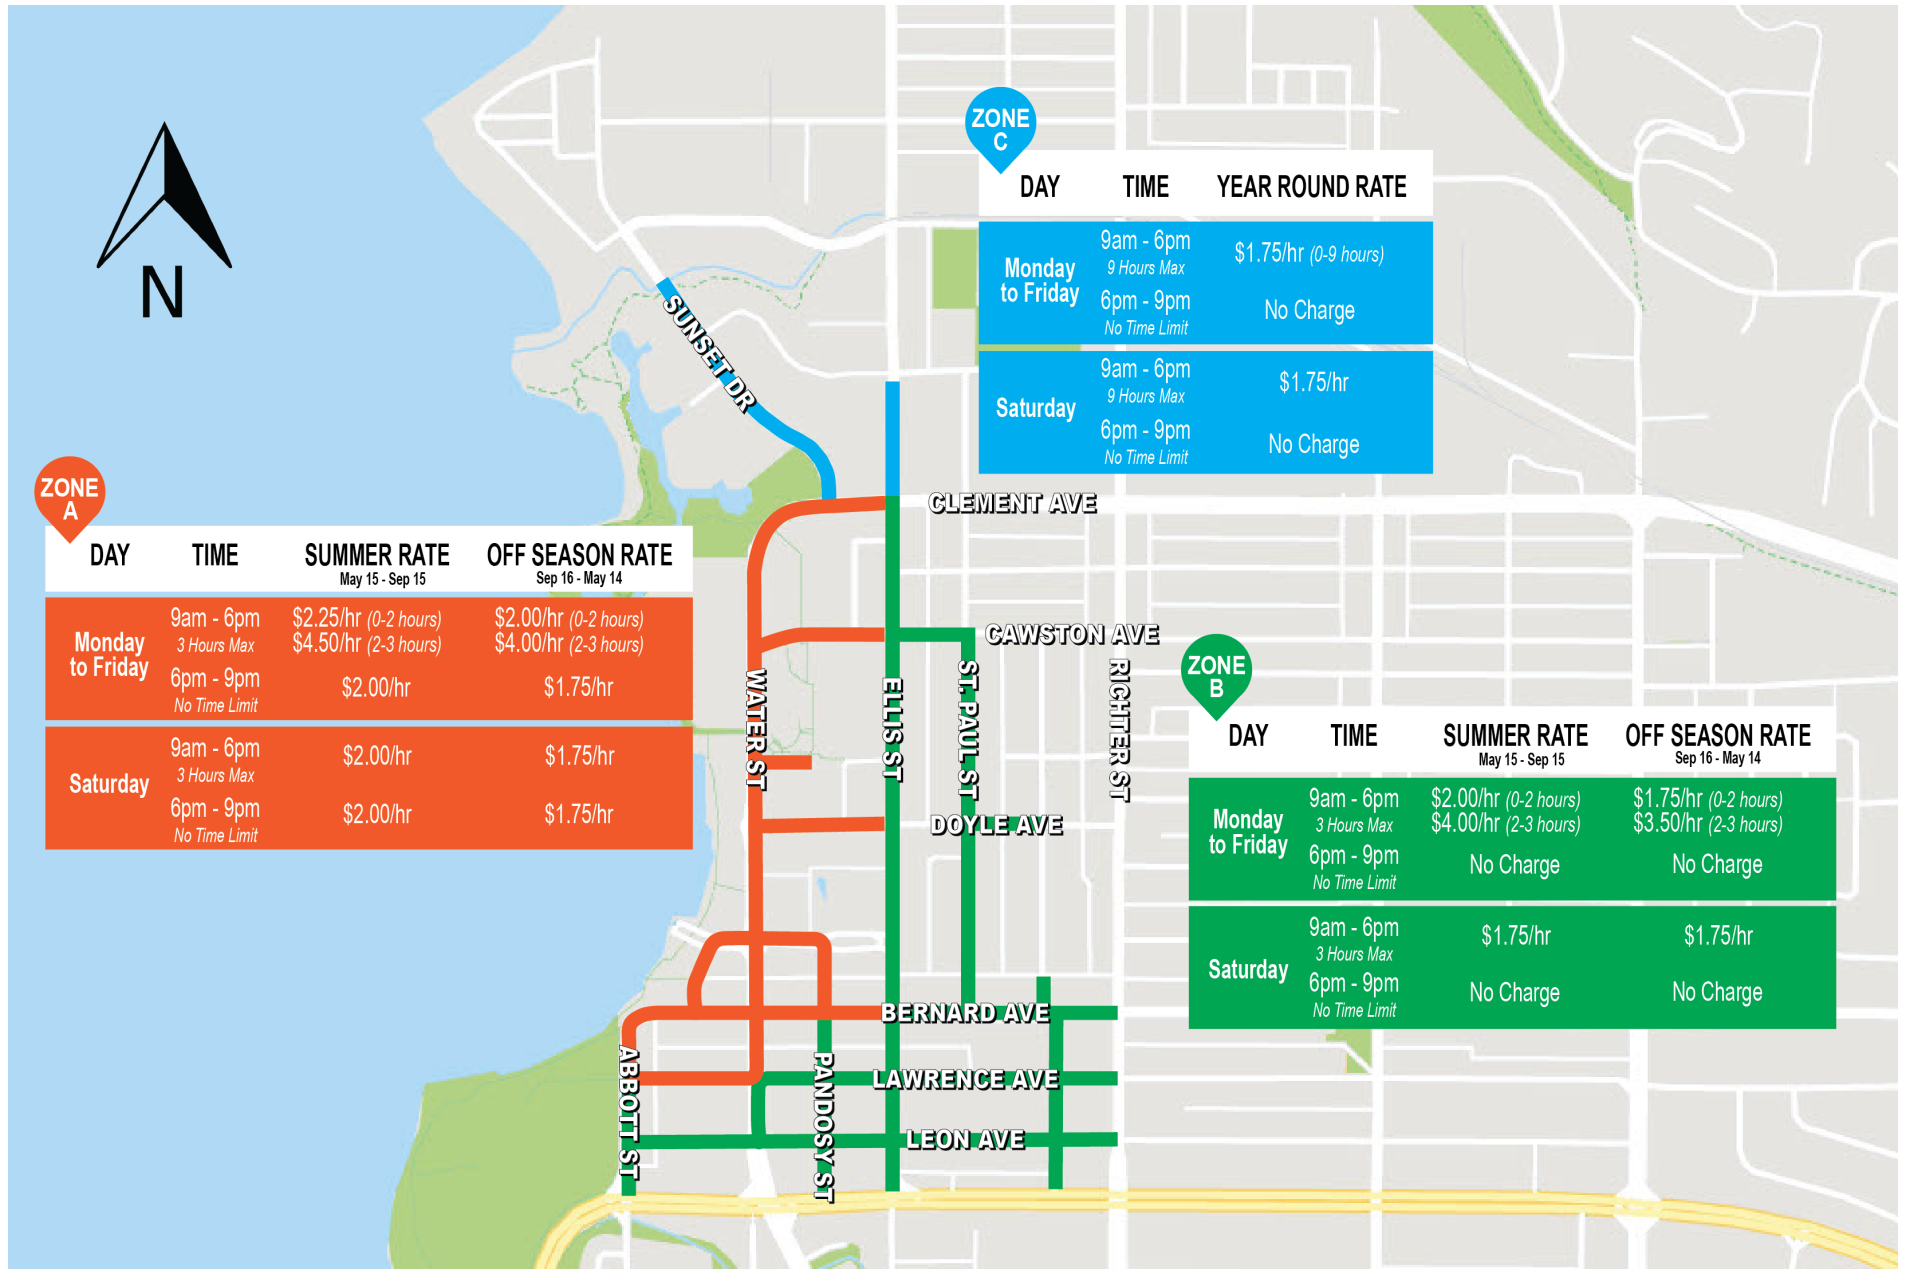 N
ZONE
C
DAY TIME YEAR ROUND RATE
Monday
to Friday
9am - 6pm
9 Hours Max
$1.75/hr (0-9 hours)
6pm - 9pm
No Time Limit
No Charge
Saturday
9am - 6pm
9 Hours Max
$1.75/hr
6pm - 9pm
No Time Limit
No Charge
ZONE
A
DAY TIME SUMMER RATE OFF SEASON RATE
May 15 - Sep 15 Sep 16 - May 14
Monday
to Friday
9am - 6pm
3 Hours Max
$2.25/hr (0-2 hours) $2.00/hr (0-2 hours)
$4.50/hr (2-3 hours) $4.00/hr (2-3 hours)
6pm - 9pm
No Time Limit
$2.00/hr $1.75/hr
Saturday
9am - 6pm
3 Hours Max
$2.00/hr $1.75/hr
6pm - 9pm
No Time Limit
$2.00/hr $1.75/hr
ZONE
B
DAY TIME SUMMER RATE OFF SEASON RATE
May 15 - Sep 15 Sep 16 - May 14
Monday
to Friday
9am - 6pm
3 Hours Max
$2.00/hr (0-2 hours) $1.75/hr (0-2 hours)
$4.00/hr (2-3 hours) $3.50/hr (2-3 hours)
6pm - 9pm
No Time Limit
No Charge No Charge
Saturday
9am - 6pm
3 Hours Max
$1.75/hr $1.75/hr
6pm - 9pm
No Time Limit
No Charge No Charge
SUNSET DR
CLEMENT AVE
CAWSTON AVE
WATER ST
ELLIS ST
ST. PAUL ST
RICHTER ST
DOYLE AVE
BERNARD AVE
ABBOTT ST
PANDOSY ST
LAWRENCE AVE
LEON AVE